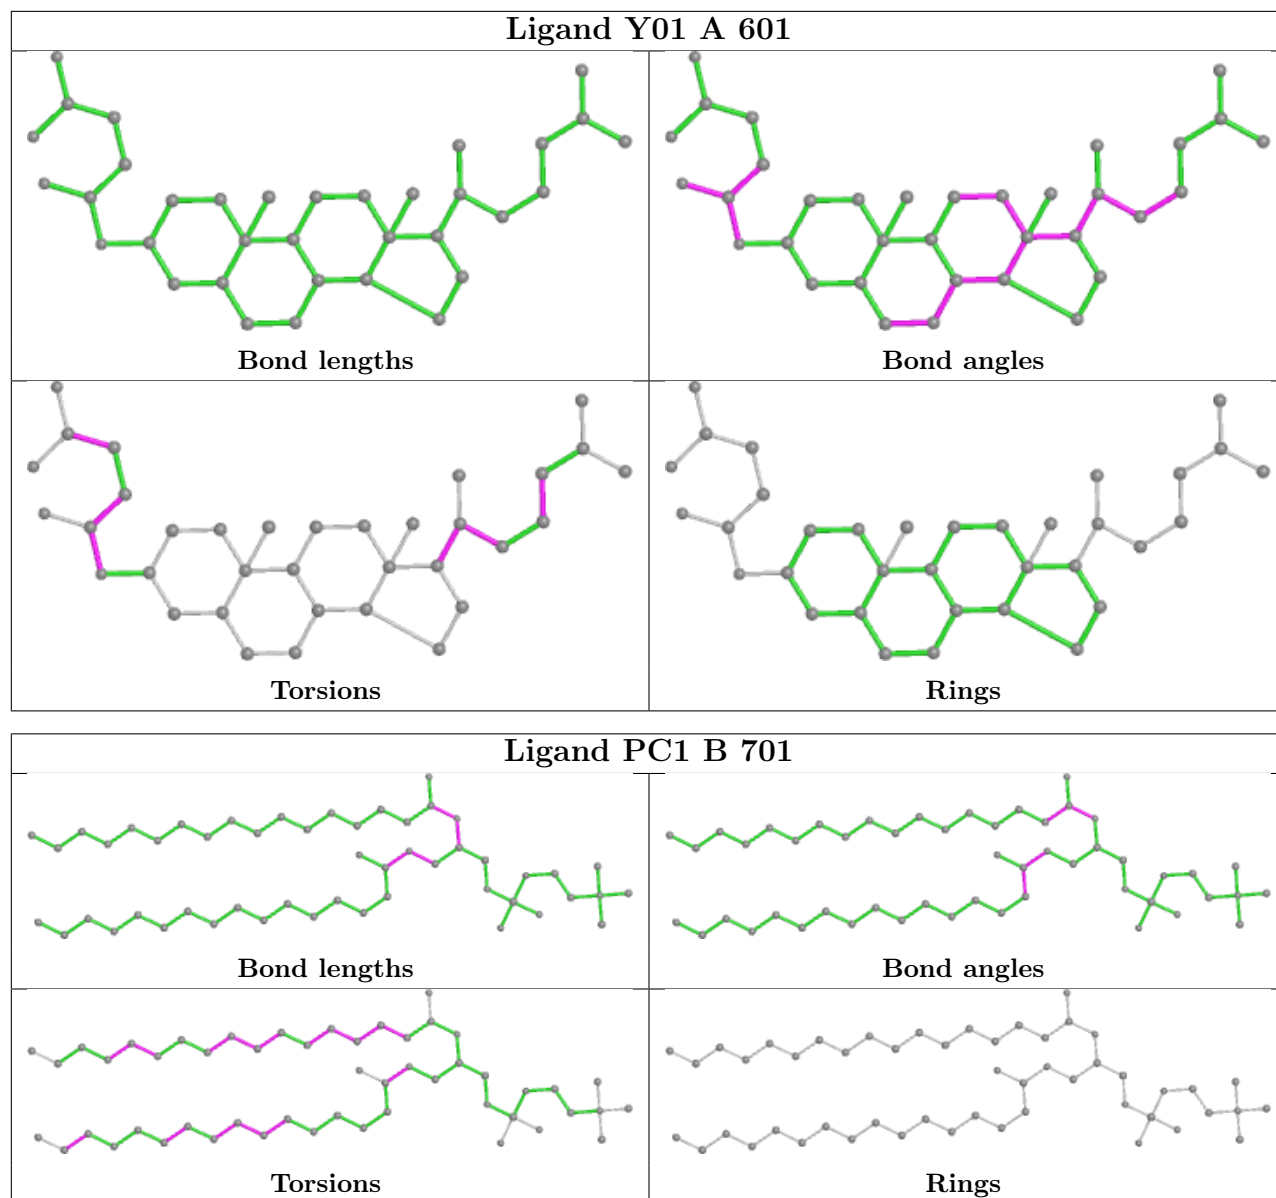 Ligand Y01 A 601
Bond lengths
Bond angles
Torsions
Rings
Ligand PC1 B 701
Bond lengths
Bond angles
Torsions
Rings